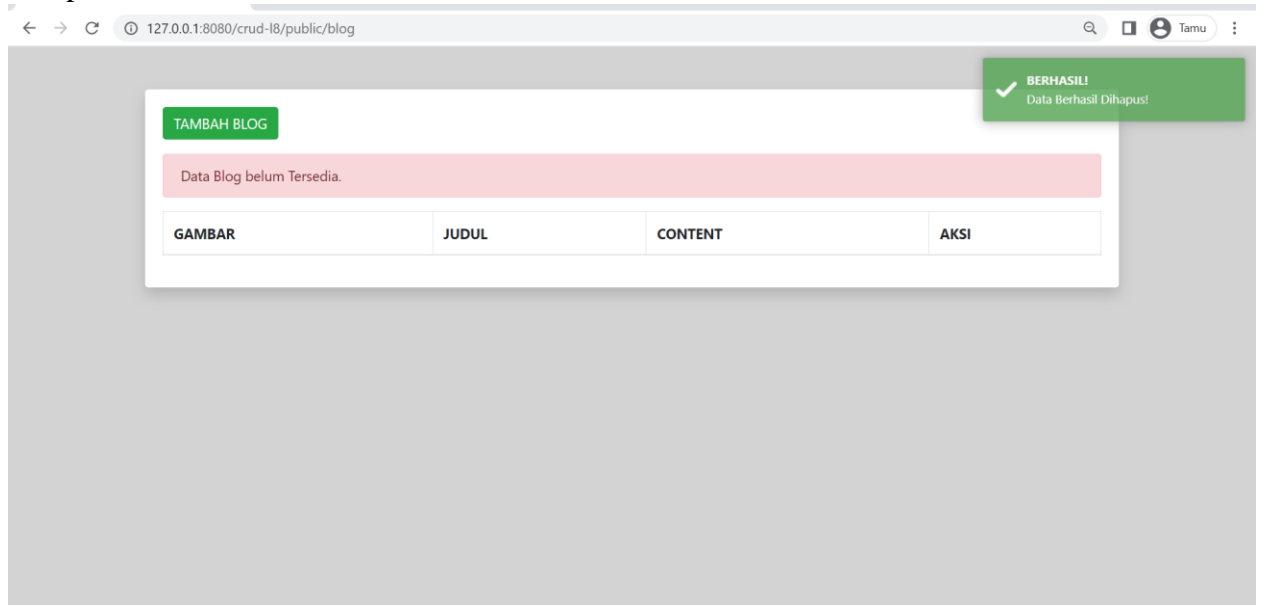 127.0.0.1:8080/crud-l8/public/blog
Tamu
BERHASIL!
Data Berhasil Dihapus!
TAMBAH BLOG
Data Blog belum Tersedia.
GAMBAR JUDUL CONTENT AKSI